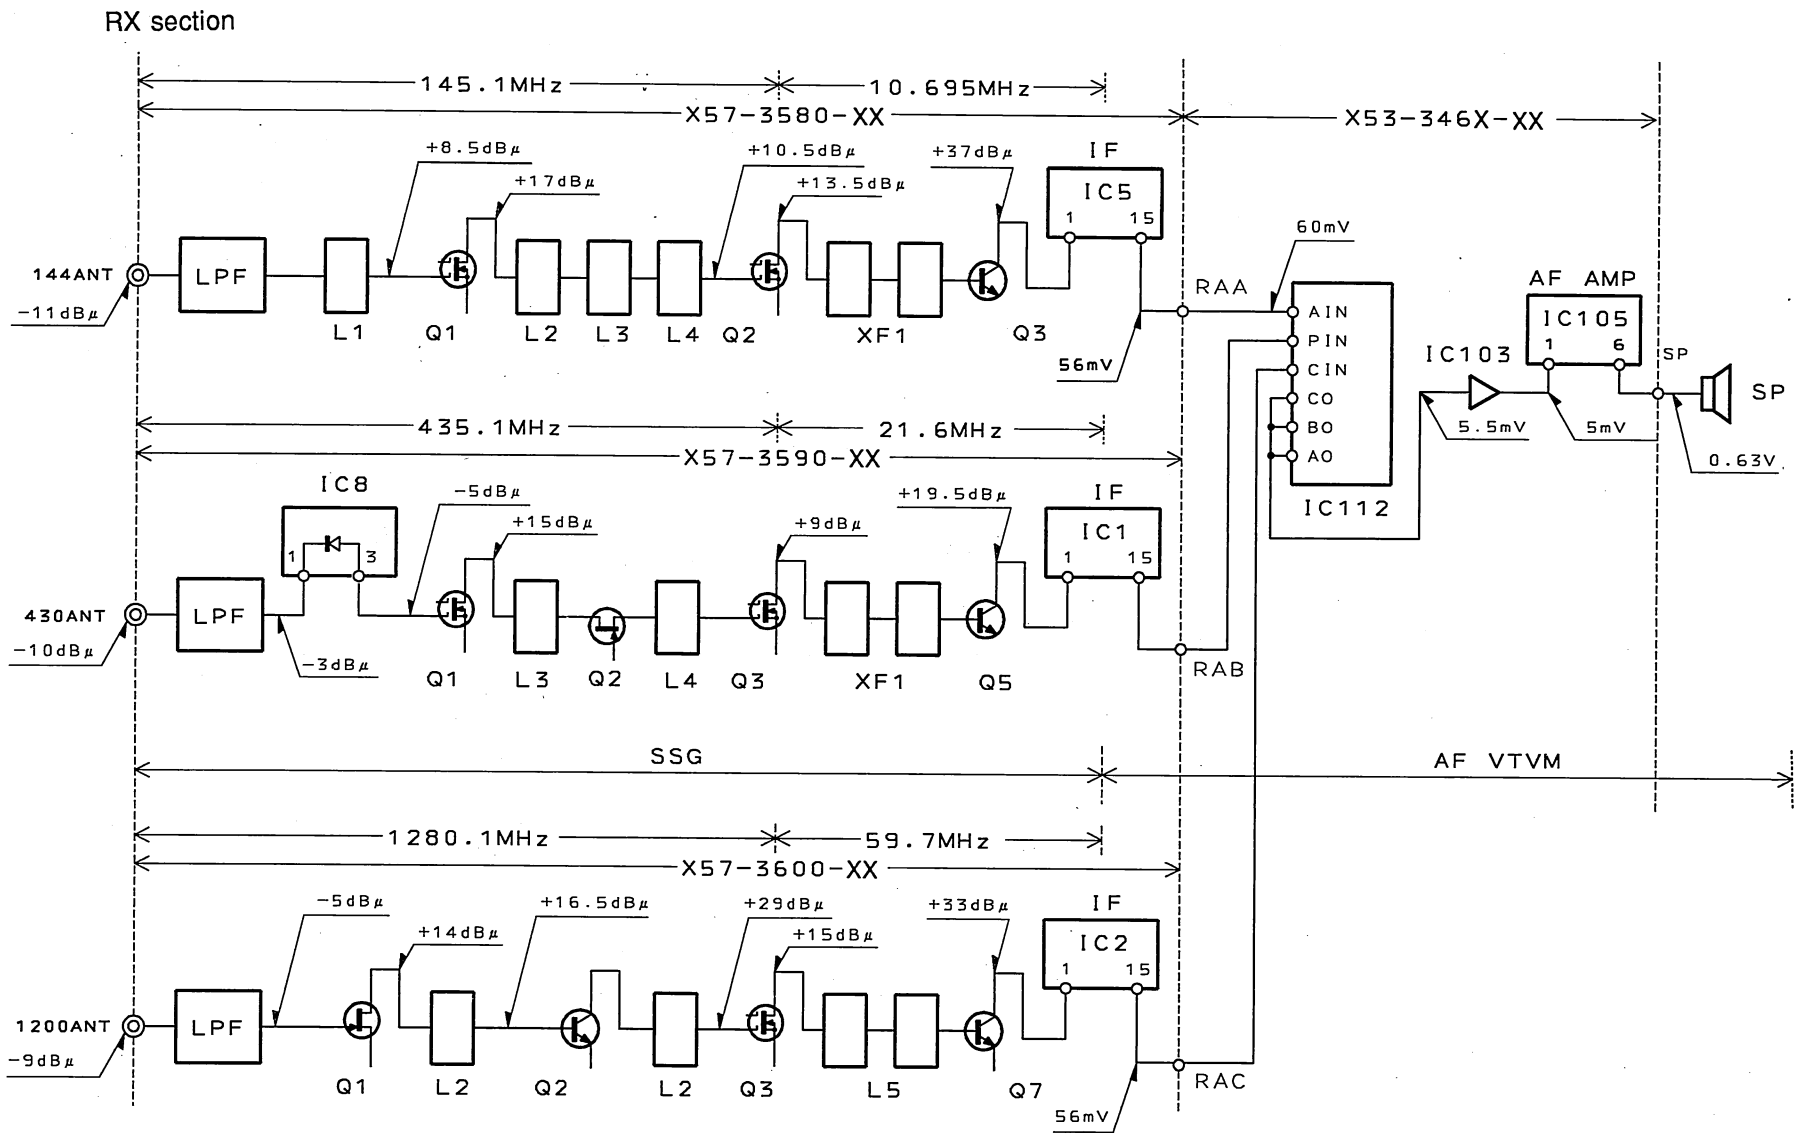 RX section
145.1MHz
10.695MHz
X57-3580-XX
X53-346X-XX
+8.5dBμ
+17dBμ
+10.5dBμ
+13.5dBμ
+37dBμ
IF
IC5
1 15
60mV
144ANT
LPF
-11dBμ
L1
Q1
L2
L3
L4
Q2
XF1
Q3
56mV
RAA
AIN
PIN
CIN
CO
BO
AO
IC112
AF AMP
IC105
1 6
IC103
SP
SP
5.5mV
5mV
0.63V
435.1MHz
21.6MHz
X57-3590-XX
IC8
1 3
-5dBμ
+15dBμ
+9dBμ
+19.5dBμ
IF
IC1
1 15
430ANT
LPF
-10dBμ
-3dBμ
Q1
L3
Q2
L4
Q3
XF1
Q5
RAB
SSG
AF VTVM
1280.1MHz
59.7MHz
X57-3600-XX
-5dBμ
+14dBμ
+16.5dBμ
+29dBμ
+15dBμ
+33dBμ
IF
IC2
1 15
1200ANT
LPF
-9dBμ
Q1
L2
Q2
L2
Q3
L5
Q7
56mV
RAC